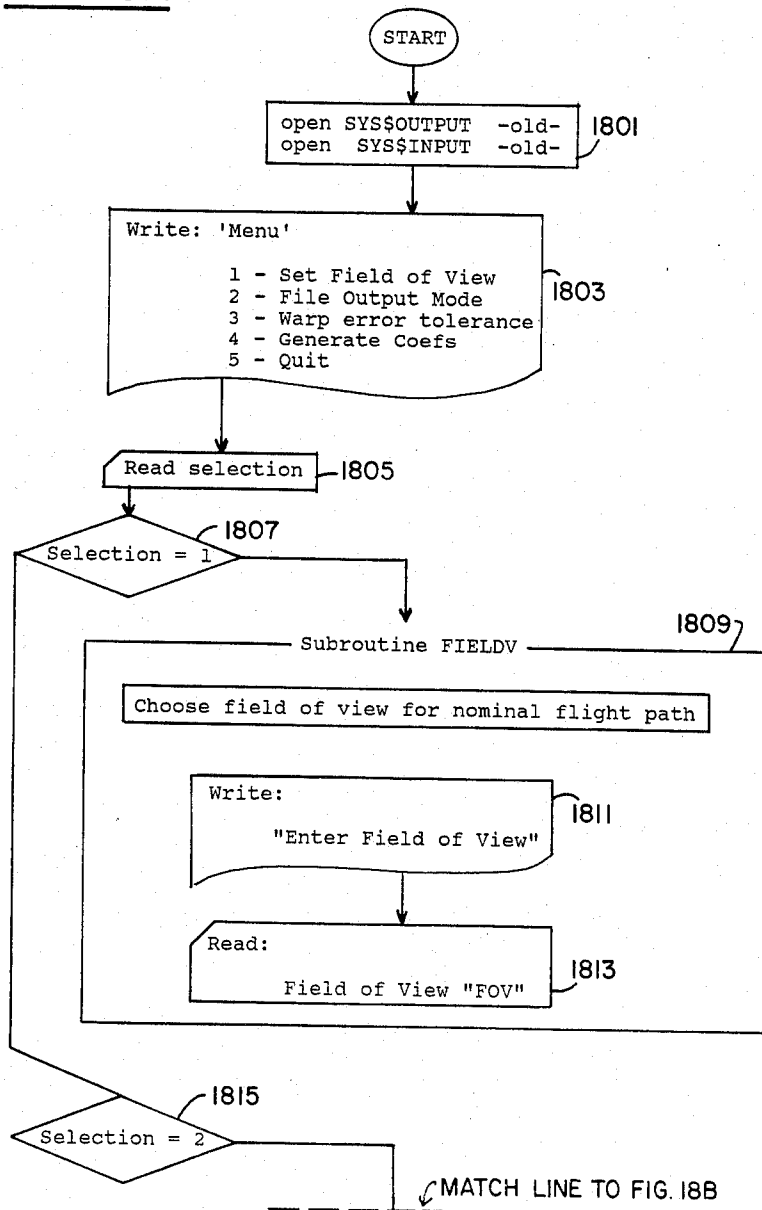 START
open SYS$OUTPUT -old-
open SYS$INPUT -old-
1801
Write: 'Menu'
1 - Set Field of View
2 - File Output Mode
3 - Warp error tolerance
4 - Generate Coefs
5 - Quit
1803
Read selection
1805
1807
Selection = 1
1809
Subroutine FIELDV
Choose field of view for nominal flight path
Write:
"Enter Field of View"
1811
Read:
Field of View "FOV"
1813
1815
Selection = 2
MATCH LINE TO FIG. 18B